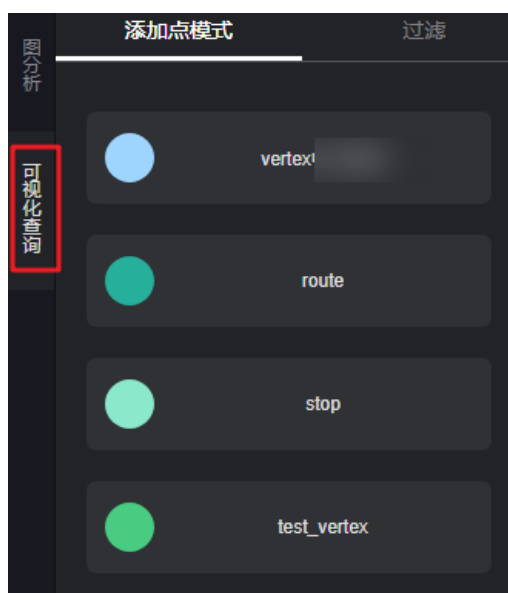 图分析
可视化查询
添加点模式
过滤
vertex
route
stop
test_vertex